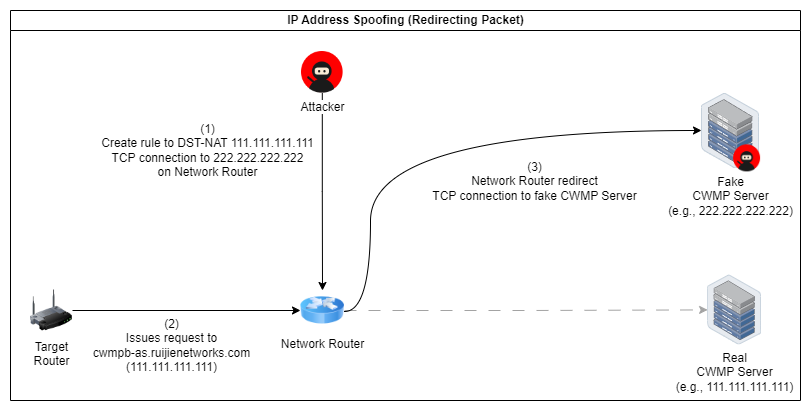 IP Address Spoofing (Redirecting Packet)
Attacker
(1)
Create rule to DST-NAT 111.111.111.111
TCP connection to 222.222.222.222
on Network Router
(3)
Network Router redirect
TCP connection to fake CWMP Server
Fake
CWMP Server
(e.g., 222.222.222.222)
Target
Router
(2)
Issues request to
cwmpb-as.ruijienetworks.com
(111.111.111.111)
Network Router
Real
CWMP Server
(e.g., 111.111.111.111)